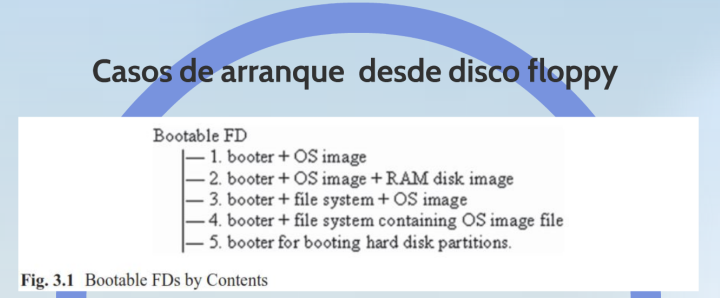 Casos de arranque desde disco floppy
Bootable FD
1. booter + OS image
2. booter + OS image + RAM disk image
3. booter + file system + OS image
4. booter + file system containing OS image file
5. booter for booting hard disk partitions.
Fig. 3.1 Bootable FDs by Contents